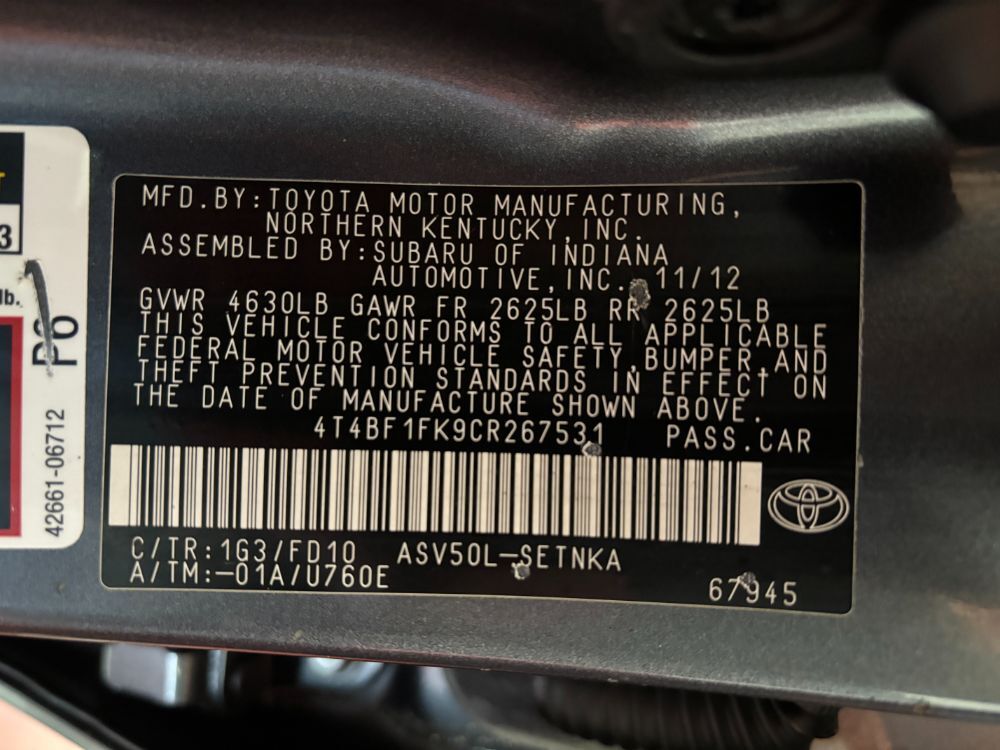 MFD.BY:TOYOTA MOTOR MANUFACTURING,
NORTHERN KENTUCKY,INC.
ASSEMBLED BY:SUBARU OF INDIANA
AUTOMOTIVE,INC. 11/12
GVWR 4630LB GAWR FR 2625LB RR 2625LB
THIS VEHICLE CONFORMS TO ALL APPLICABLE
FEDERAL MOTOR VEHICLE SAFETY,BUMPER,AND
THEFT PREVENTION STANDARDS IN EFFECT ON
THE DATE OF MANUFACTURE SHOWN ABOVE.
4T4BF1FK9CR267531 PASS.CAR
C/TR:1G3/FD10 ASV50L-SETNKA
A/TM:-01A/U760E
67945
3
lb.
PO
42661-06712